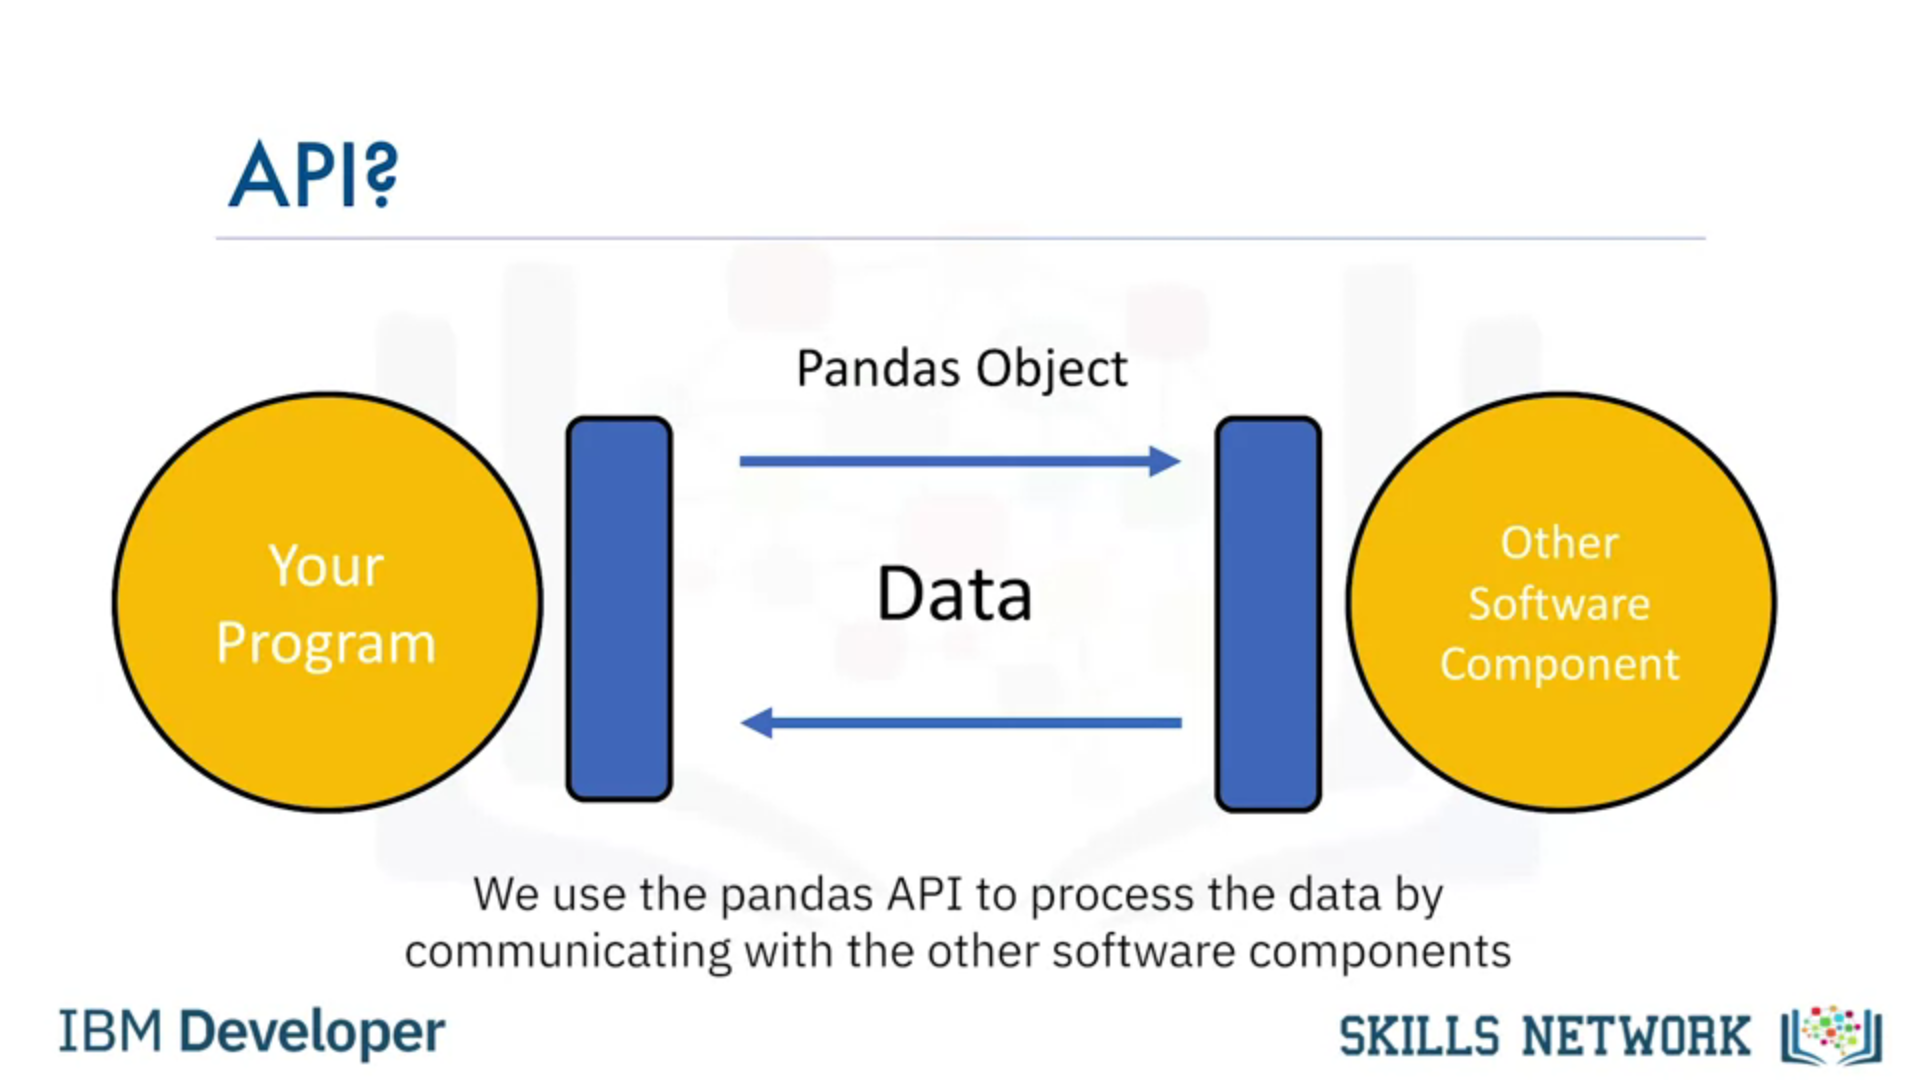 API?
Pandas Object
Your
Program
Data
Other
Software
Component
We use the pandas API to process the data by
communicating with the other software components
IBM Developer
SKILLS NETWORK